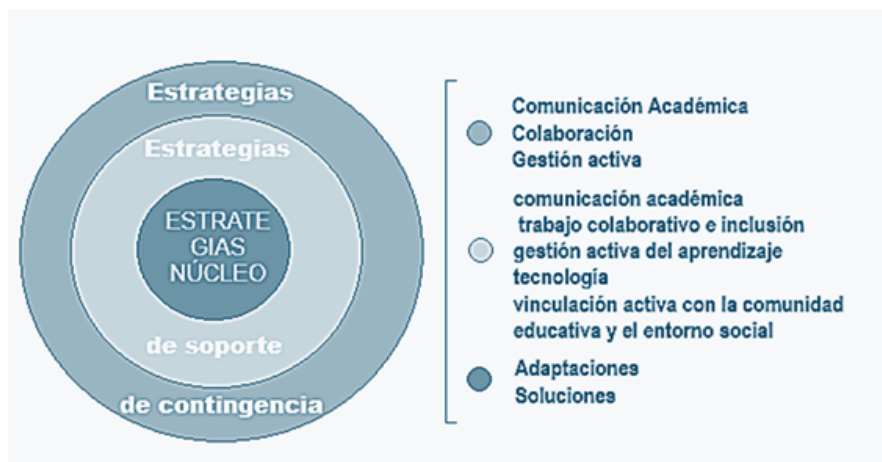 Estrategias
Estrategias
ESTRATE
GIAS
NÚCLEO
de soporte
de contingencia
Comunicación Académica
Colaboración
Gestión activa
comunicación académica
trabajo colaborativo e inclusión
gestión activa del aprendizaje
tecnología
vinculación activa con la comunidad
educativa y el entorno social
Adaptaciones
Soluciones